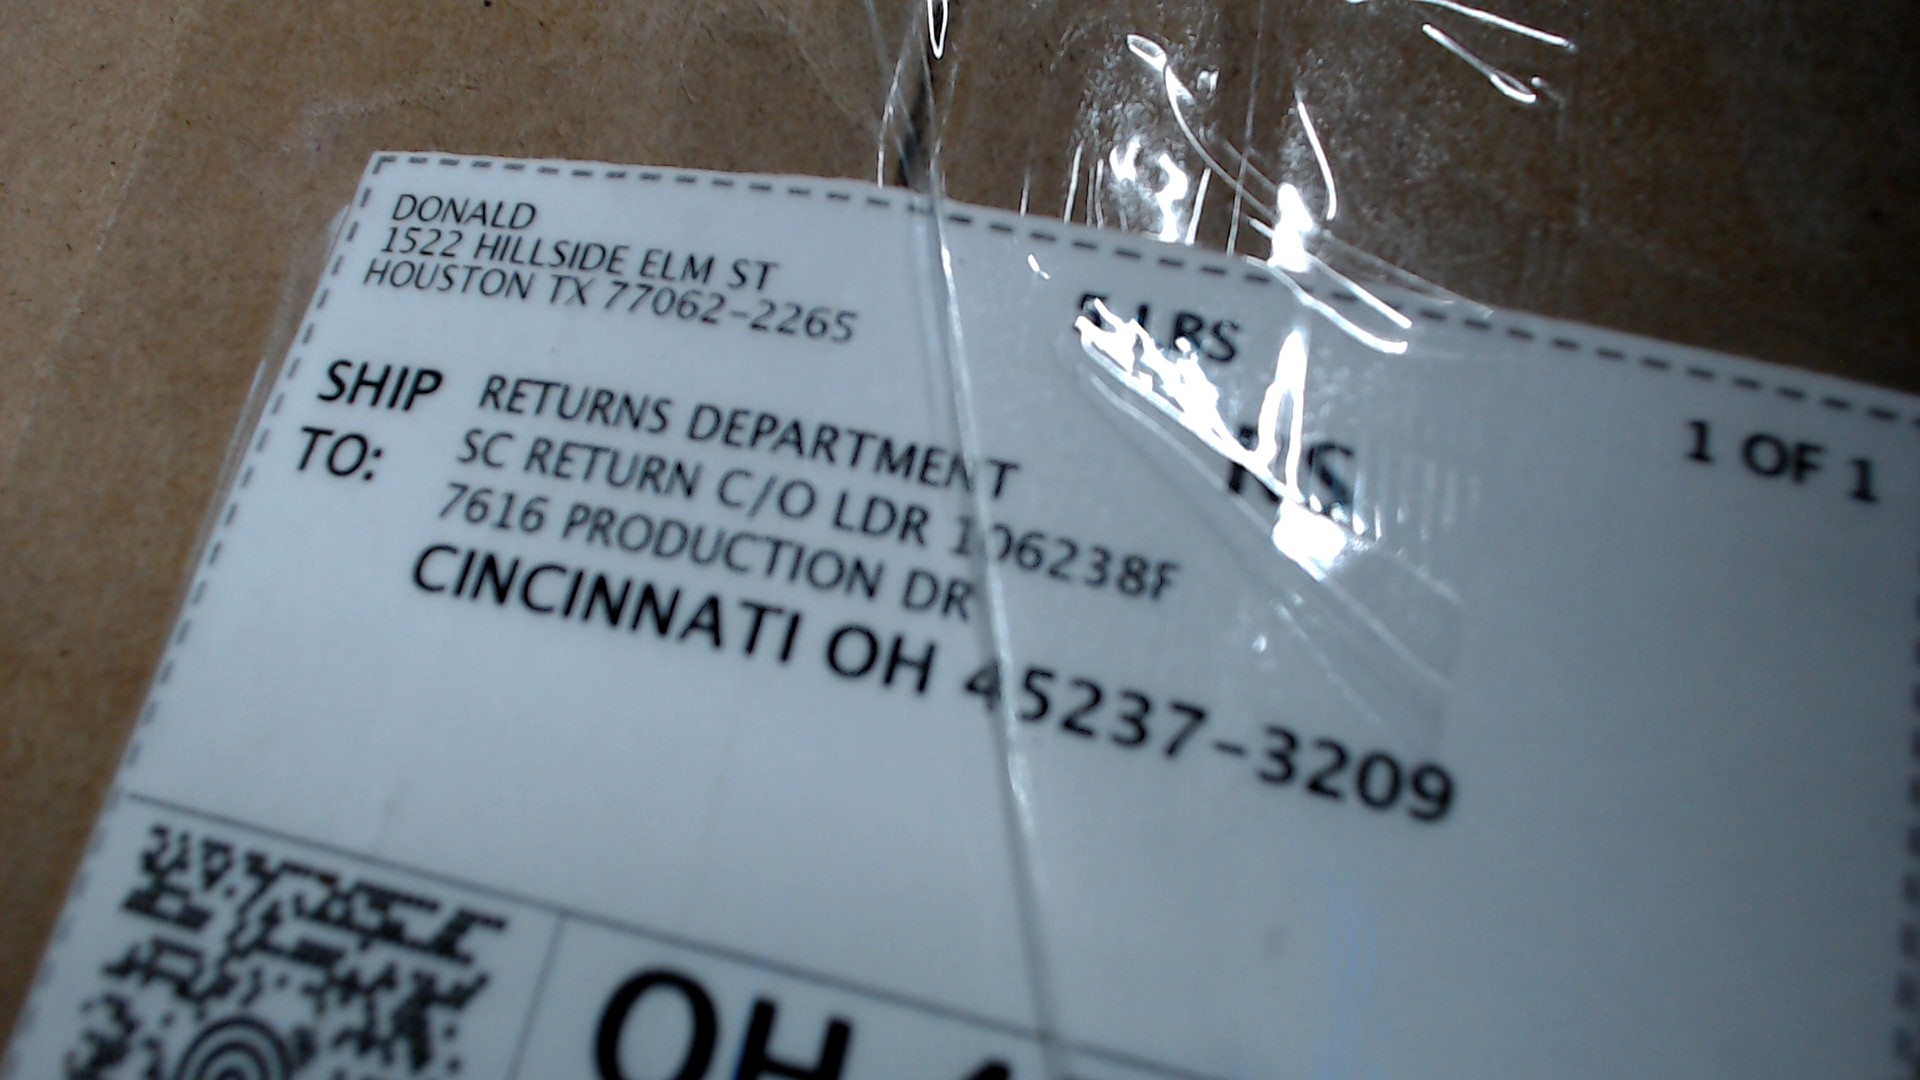 DONALD
1522 HILLSIDE ELM ST
HOUSTON TX 77062-2265
LBS
1 OF 1
SHIP TO:
RETURNS DEPARTMENT
SC RETURN C/O LDR 106238F
7616 PRODUCTION DR
CINCINNATI OH 45237-3209
OH